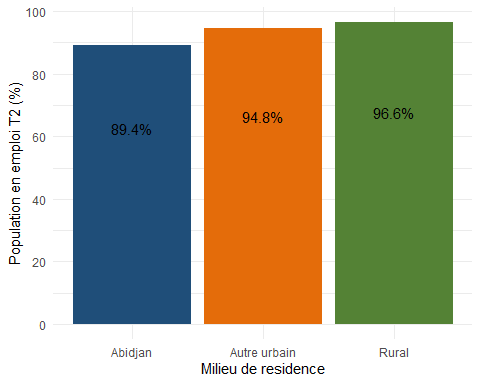 Population en emploi T2 (%)
100
80
60
40
20
0
89.4%
94.8%
96.6%
Abidjan
Autre urbain
Rural
Milieu de residence